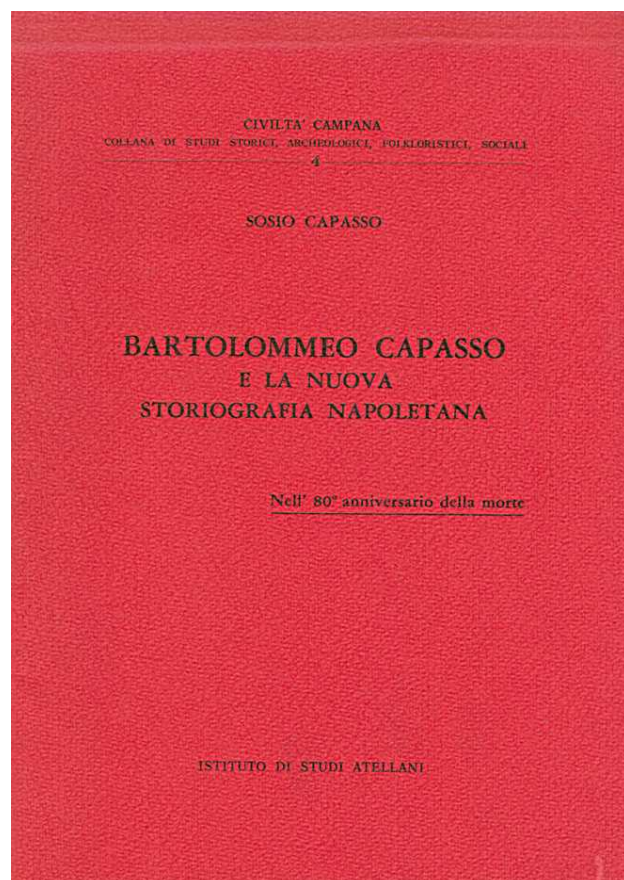 CIVILTA' CAMPANA
COLLANA DI STUDI STORICI, ARCHEOLOGICI, FOLKLORISTICI, SOCIALI
4
SOSIO CAPASSO
BARTOLOMMEO CAPASSO
E LA NUOVA
STORIOGRAFIA NAPOLETANA
Nell' 80º anniversario della morte
ISTITUTO DI STUDI ATELLANI